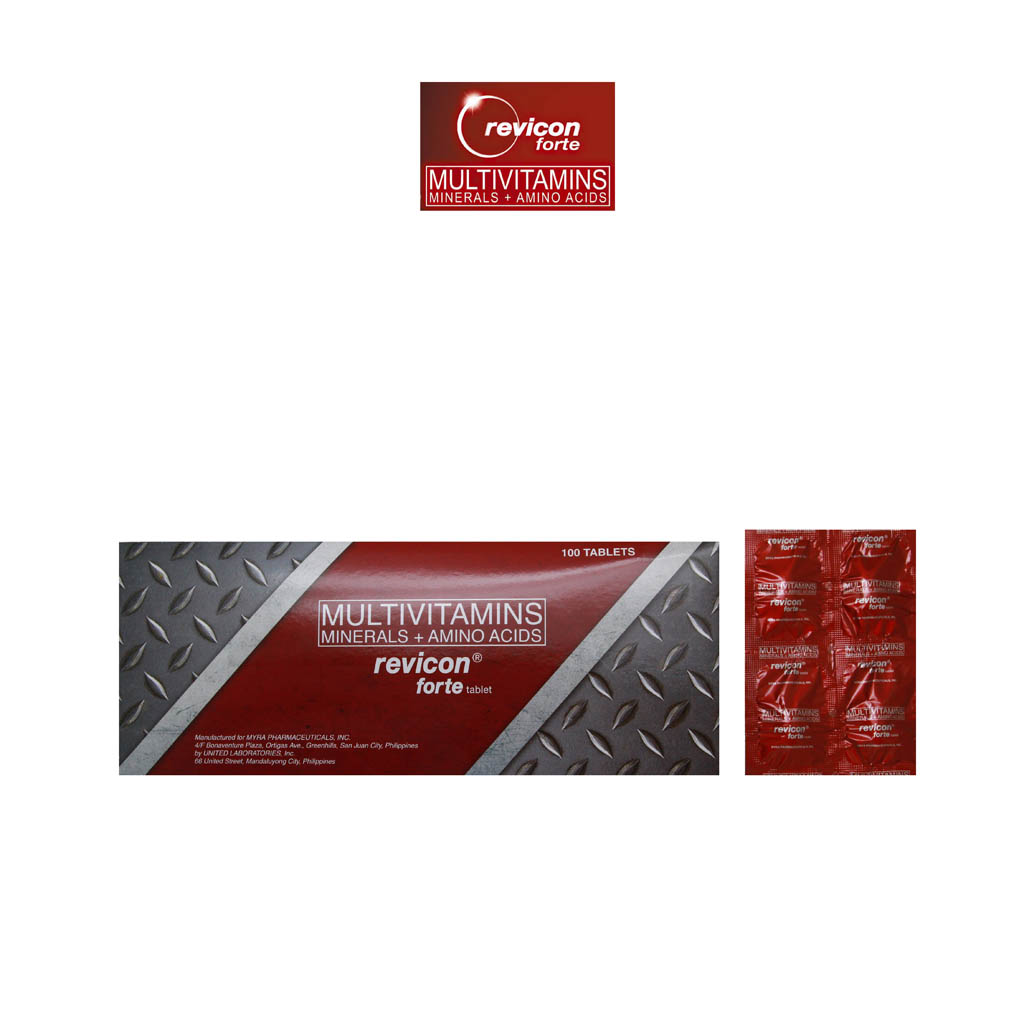 revicon
forte
MULTIVITAMINS
MINERALS + AMINO ACIDS
100 TABLETS
MULTIVITAMINS
MINERALS + AMINO ACIDS
revicon®
forte tablet
Manufactured for MYRA PHARMACEUTICALS, INC.
4/F Bonaventure Plaza, Ortigas Ave., Greenhills, San Juan City, Philippines
by UNITED LABORATORIES, Inc.
66 United Street, Mandaluyong City, Philippines
revicon
forte
revicon
forte
MULTIVITAMINS
MULTIVITAMINS
revicon
forte
revicon
forte
MULTIVITAMINS
MINERALS + AMINO ACIDS
MULTIVITAMINS
MINERALS + AMINO ACIDS
revicon
forte
revicon
forte
MULTIVITAMINS
MULTIVITAMINS
revicon
forte
revicon
forte